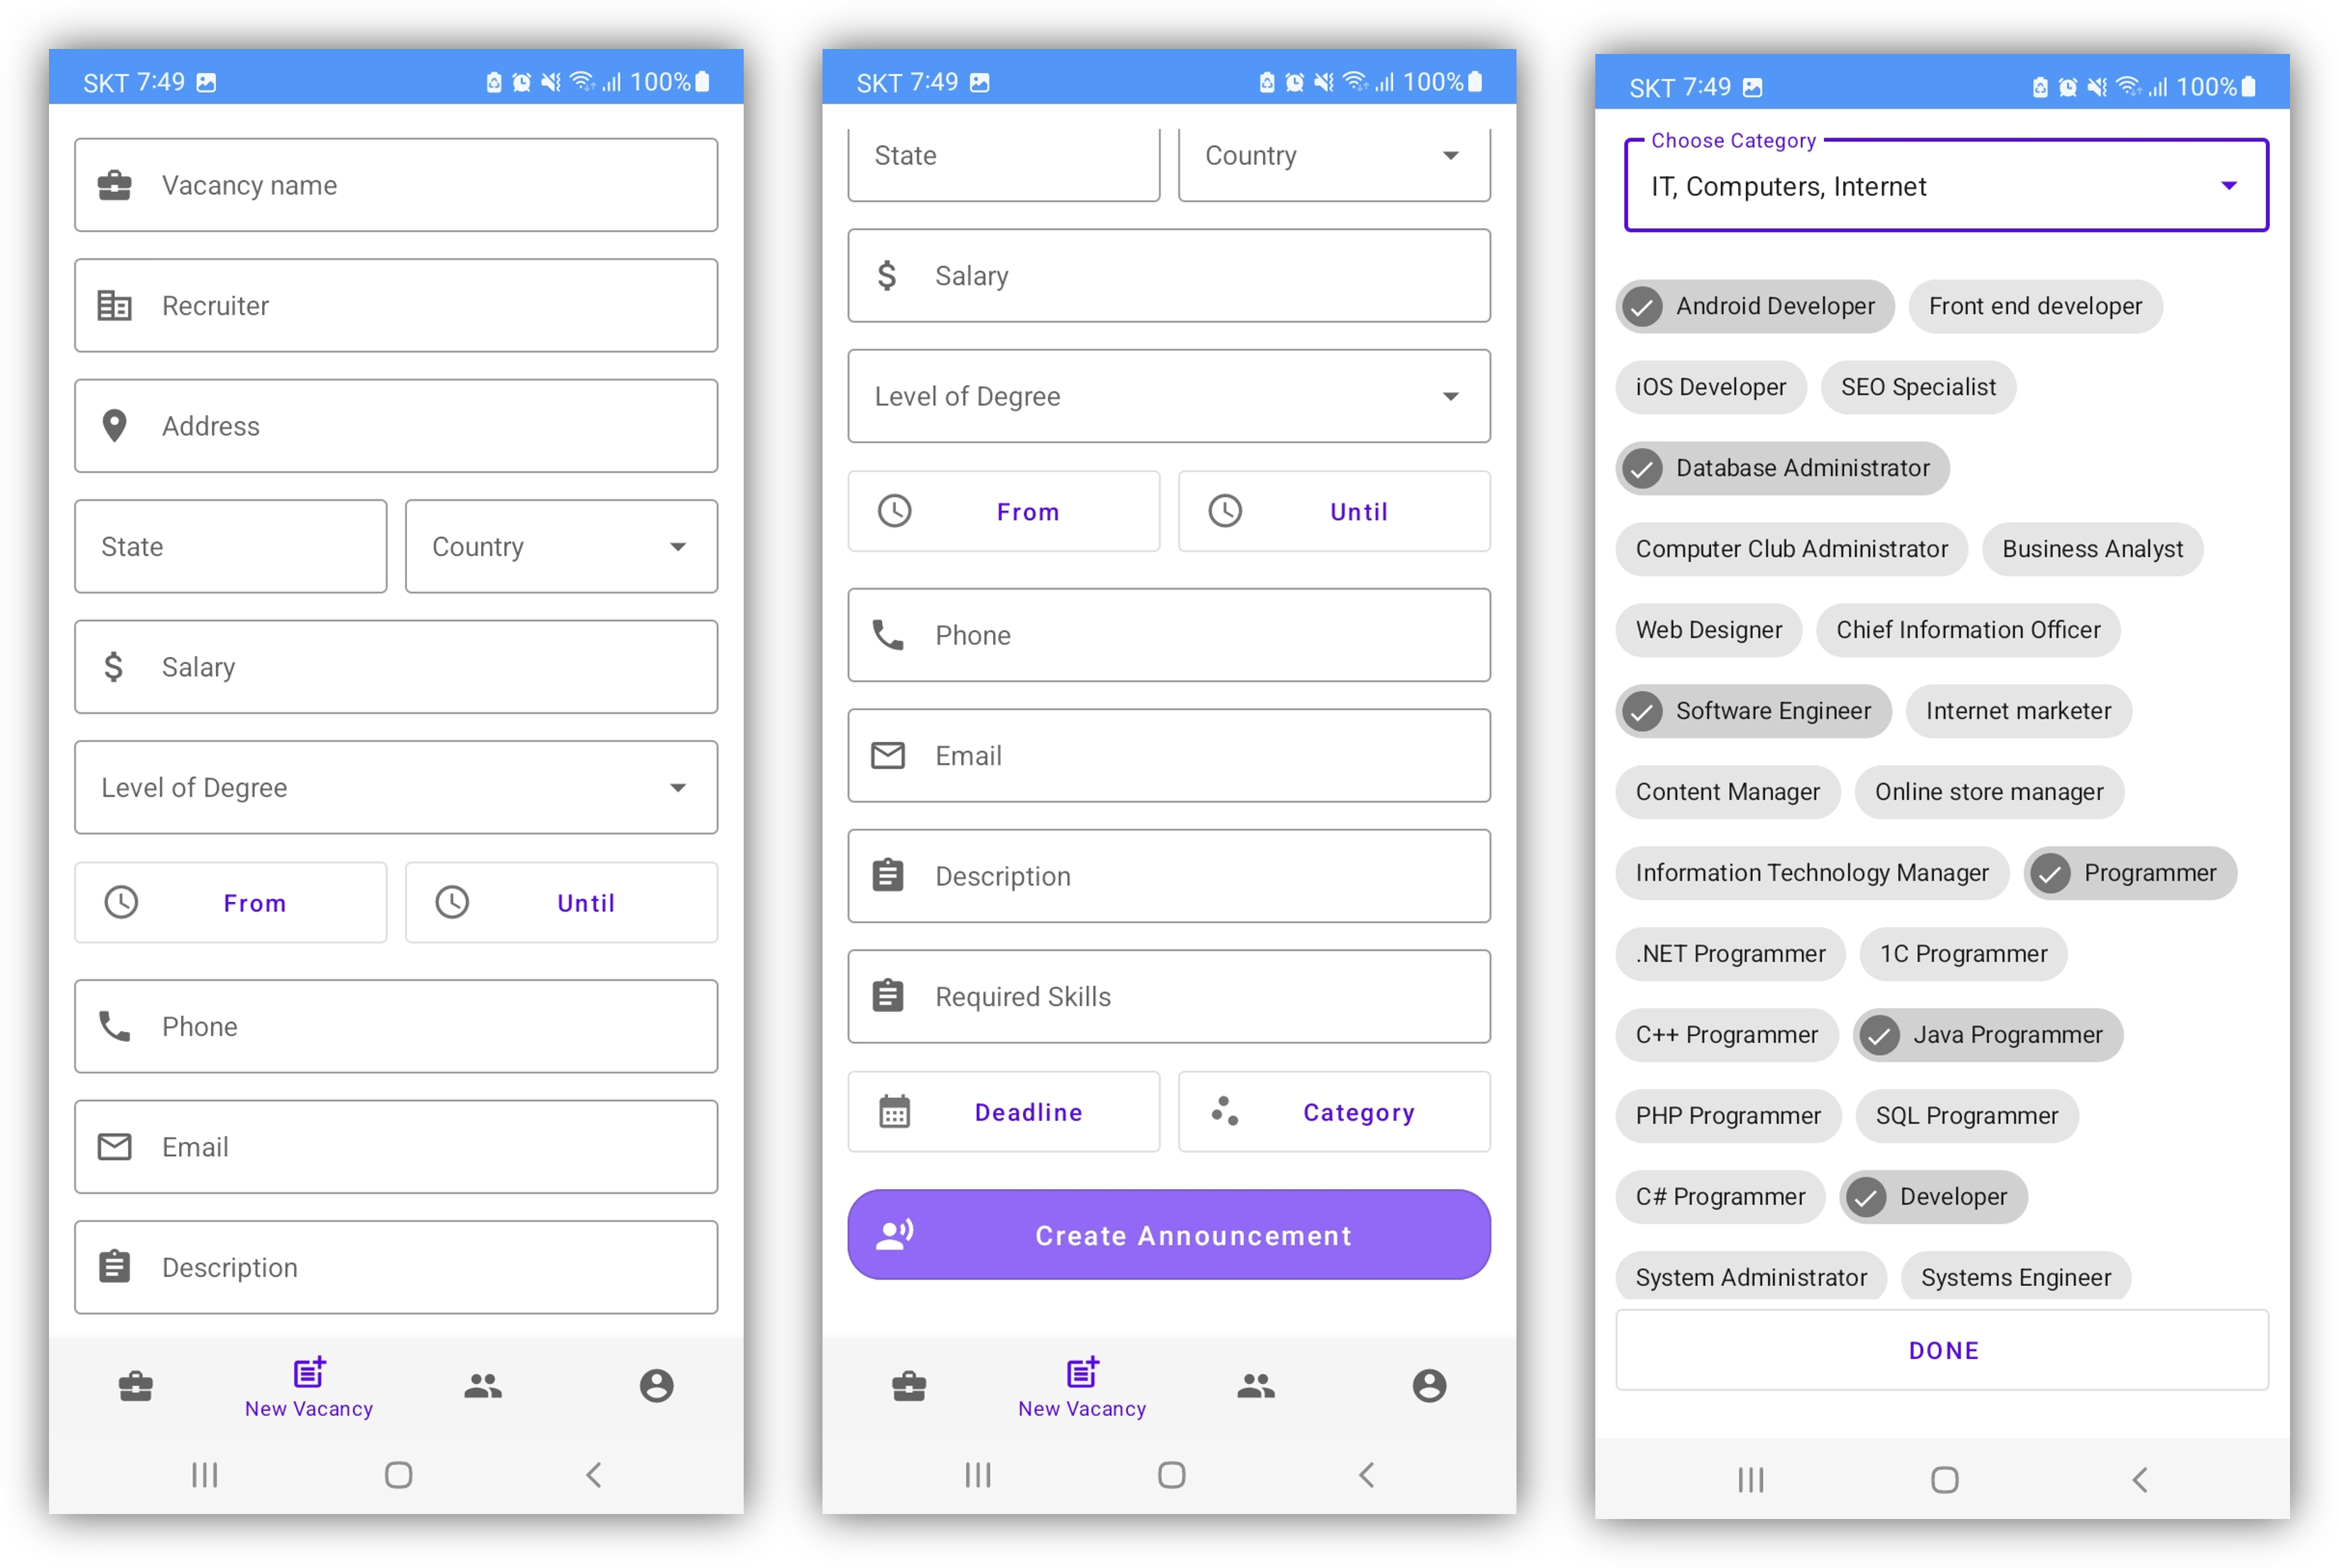 SKT 7:49 100%
Vacancy name
Recruiter
Address
State Country
$ Salary
Level of Degree
From Until
Phone
Email
Description
New Vacancy
SKT 7:49 100%
State Country
$ Salary
Level of Degree
From Until
Phone
Email
Description
Required Skills
Deadline Category
Create Announcement
New Vacancy
SKT 7:49 100%
Choose Category
IT, Computers, Internet
Android Developer Front end developer
iOS Developer SEO Specialist
Database Administrator
Computer Club Administrator Business Analyst
Web Designer Chief Information Officer
Software Engineer Internet marketer
Content Manager Online store manager
Information Technology Manager Programmer
.NET Programmer 1C Programmer
C++ Programmer Java Programmer
PHP Programmer SQL Programmer
C# Programmer Developer
System Administrator Systems Engineer
DONE